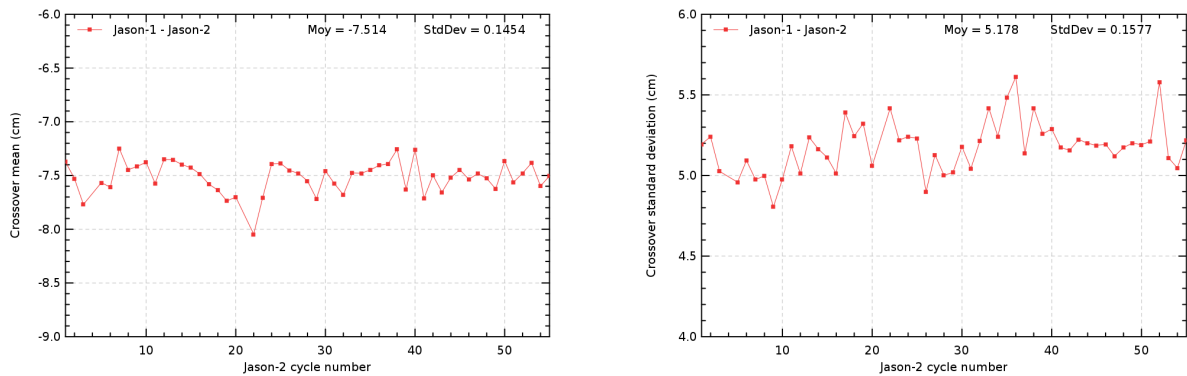 Jason-1 - Jason-2 Moy = -7.514 StdDev = 0.1454
Crossover mean (cm)
-6.0
-6.5
-7.0
-7.5
-8.0
-8.5
-9.0
10 20 30 40 50
Jason-2 cycle number
Jason-1 - Jason-2 Moy = 5.178 StdDev = 0.1577
Crossover standard deviation (cm)
6.0
5.5
5.0
4.5
4.0
10 20 30 40 50
Jason-2 cycle number